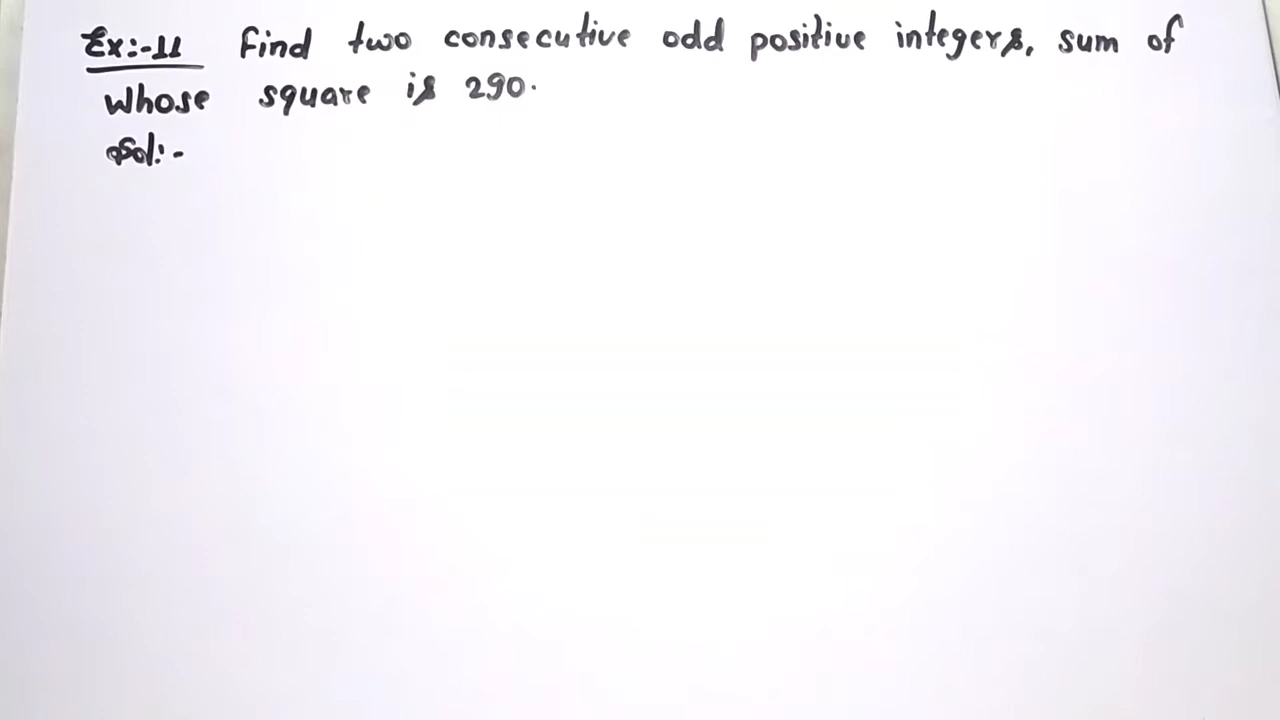 Ex:-11 Find two consecutive odd positive integers, sum of
whose square is 290.
Sol:-